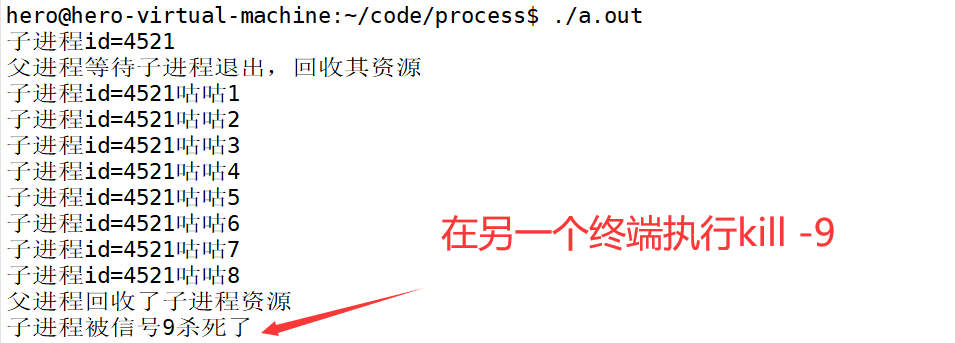 hero@hero-virtual-machine:~/code/process$ ./a.out
子进程id=4521
父进程等待子进程退出，回收其资源
子进程id=4521咕咕1
子进程id=4521咕咕2
子进程id=4521咕咕3
子进程id=4521咕咕4
子进程id=4521咕咕5
子进程id=4521咕咕6
子进程id=4521咕咕7
子进程id=4521咕咕8
在另一个终端执行kill -9
父进程回收了子进程资源
子进程被信号9杀死了